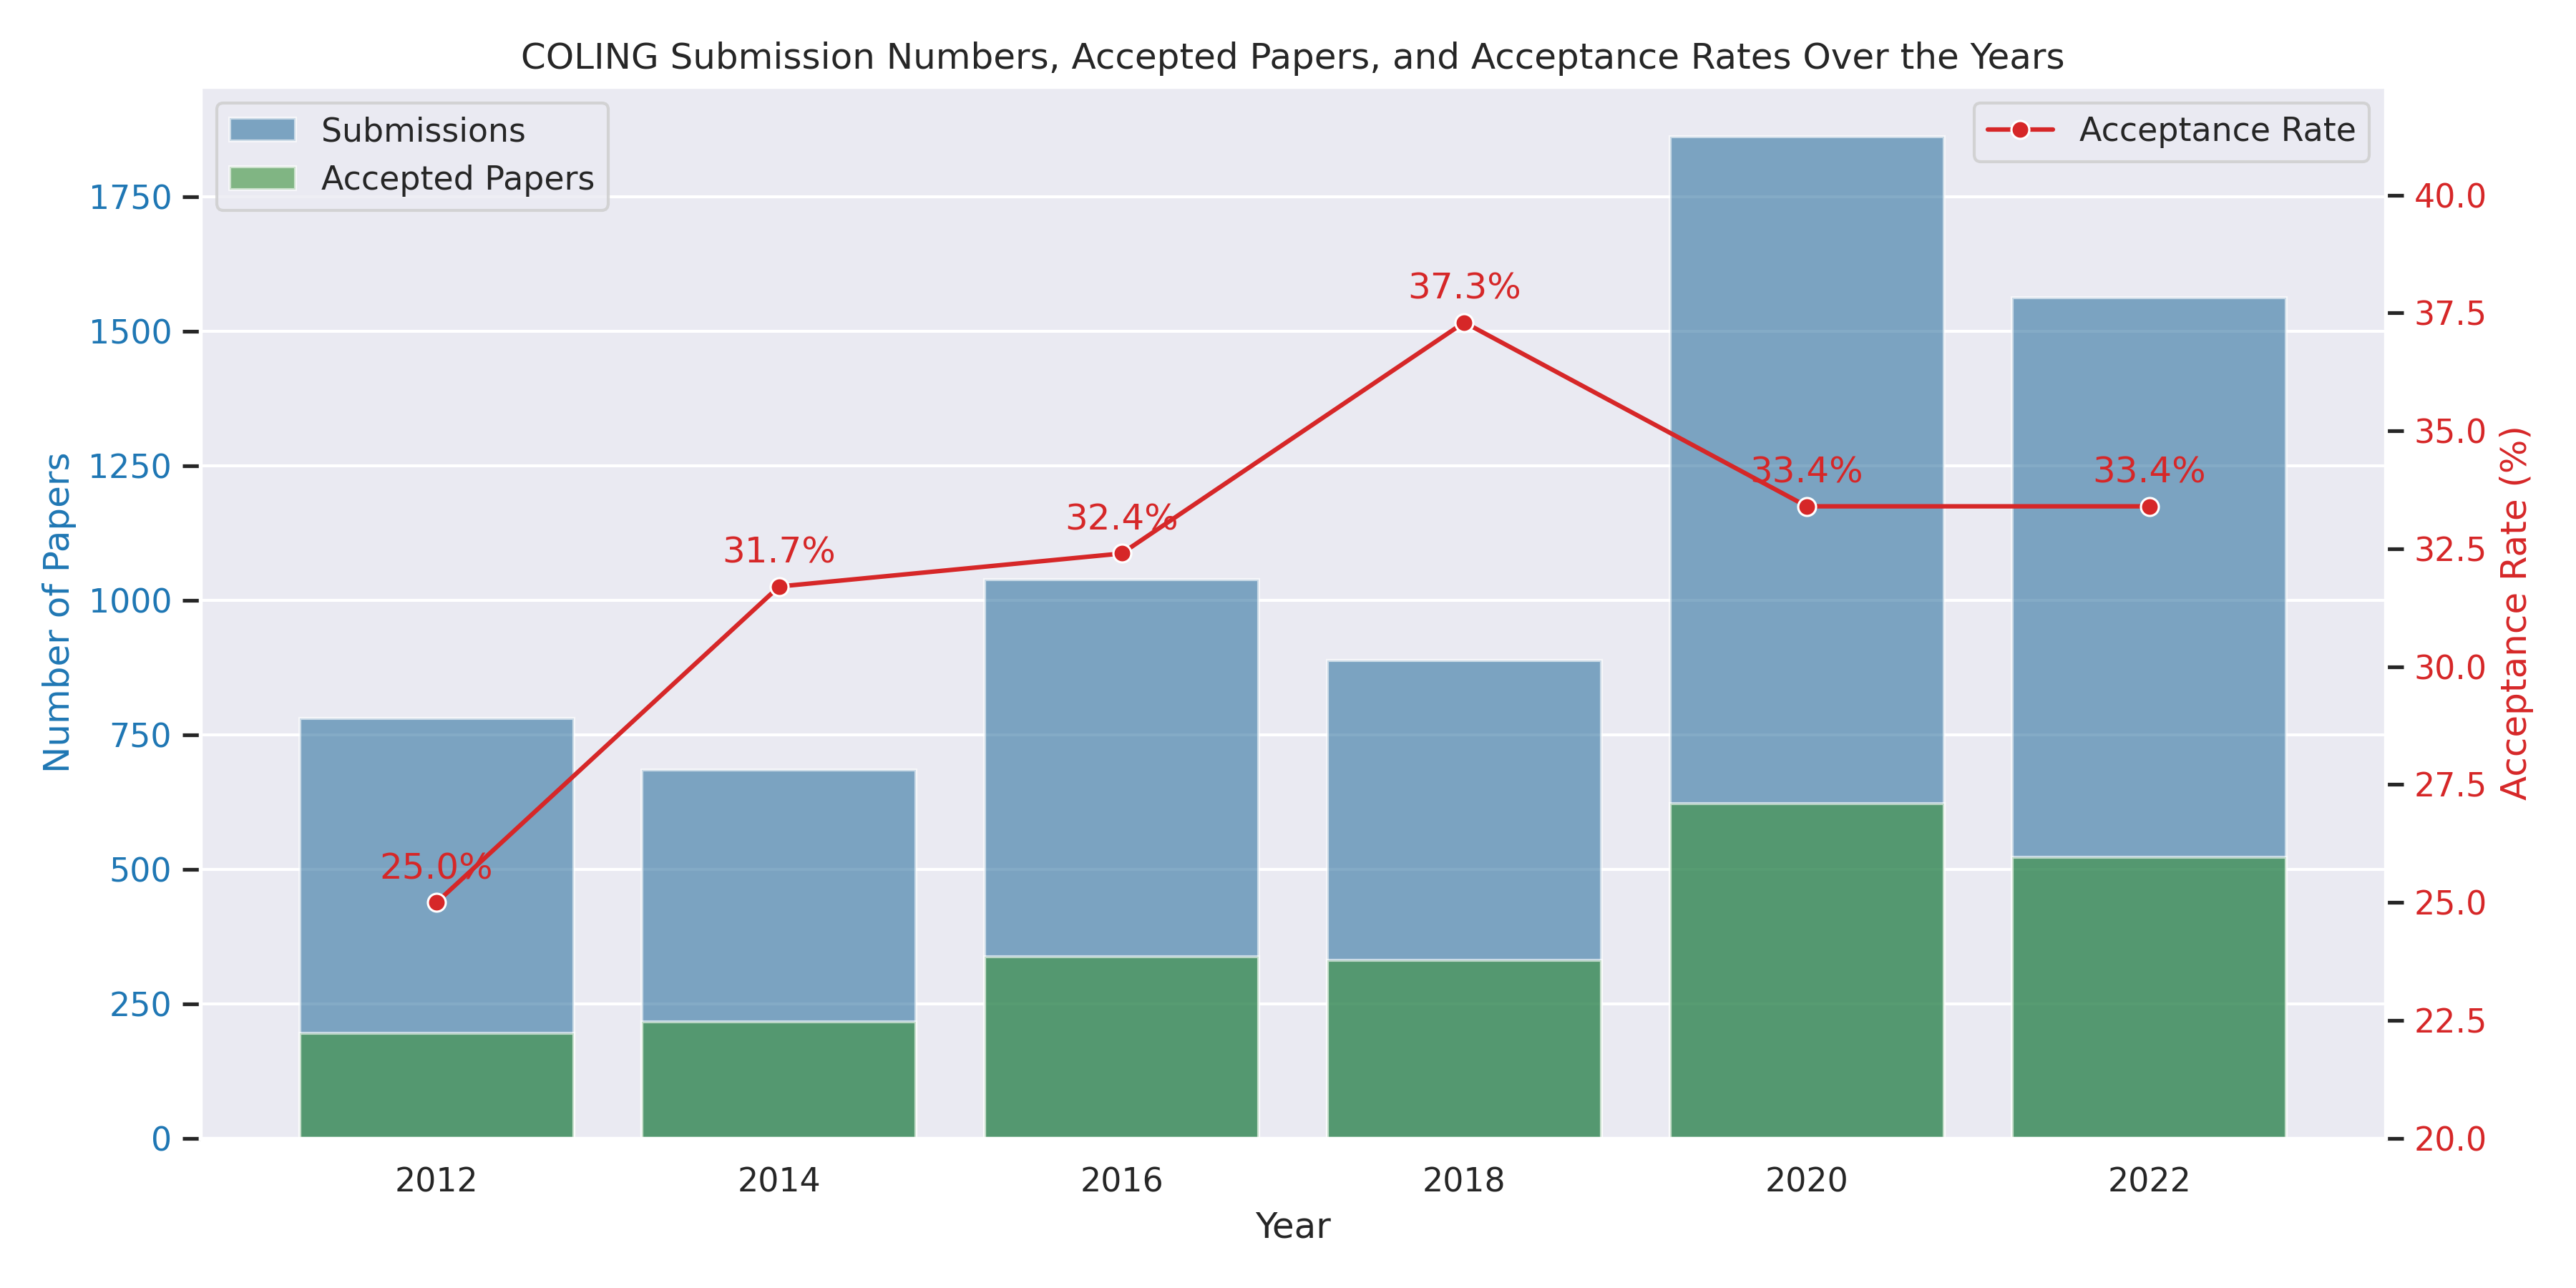 COLING Submission Numbers, Accepted Papers, and Acceptance Rates Over the Years
Submissions
Accepted Papers
Acceptance Rate
Number of Papers
1750
1500
1250
1000
750
500
250
0
25.0%
31.7%
32.4%
37.3%
33.4%
33.4%
40.0
37.5
35.0
32.5
30.0
27.5
25.0
22.5
20.0
Acceptance Rate (%)
2012 2014 2016 2018 2020 2022
Year